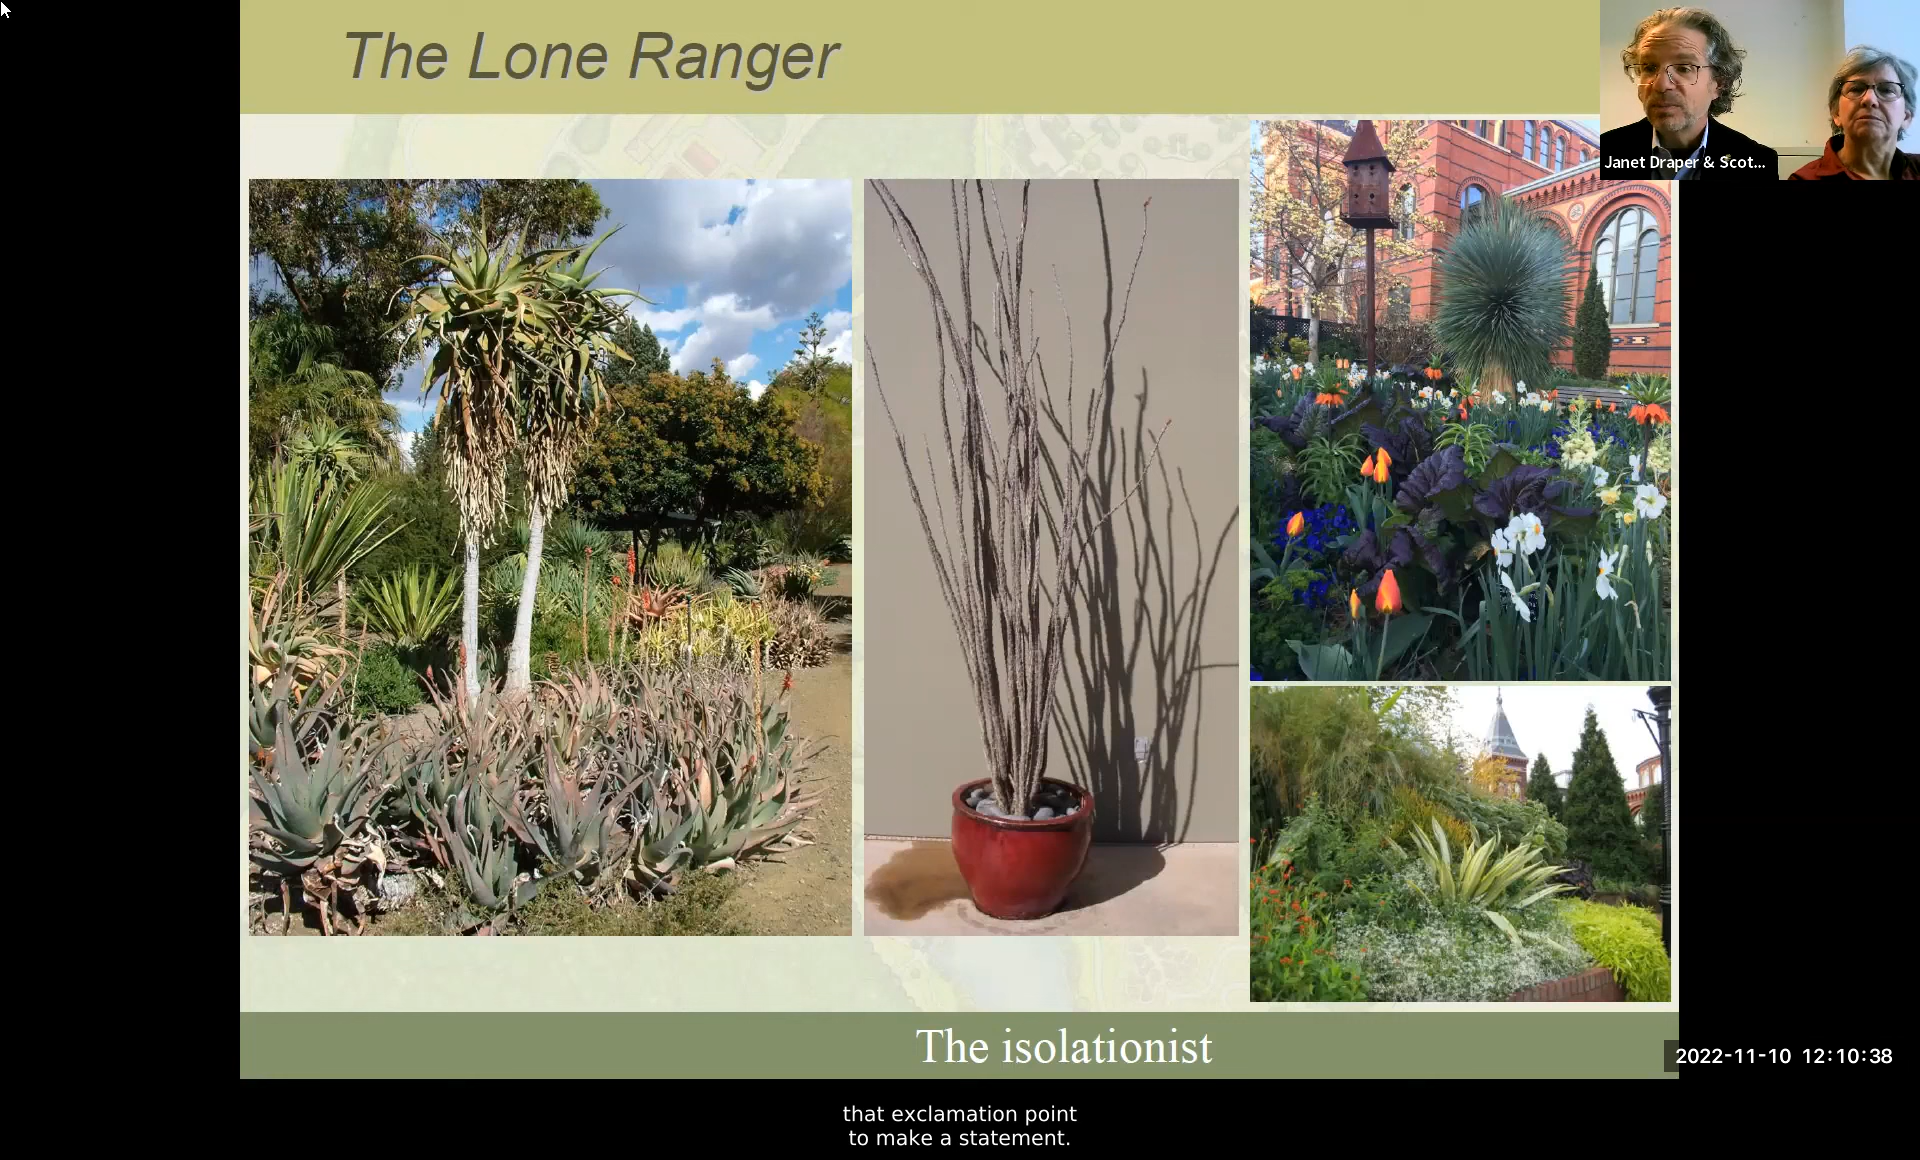 The Lone Ranger
Janet Draper & Scot...
The isolationist
2022-11-10 12:10:38
that exclamation point
to make a statement.